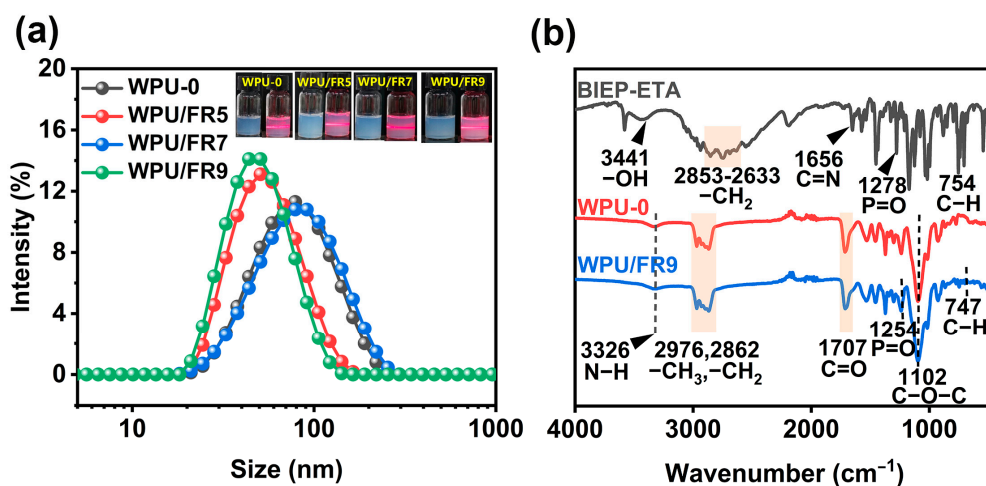 (a)
20
16
12
8
4
0
Intensity (%)
WPU-0
WPU/FR5
WPU/FR7
WPU/FR9
WPU-0
WPU/FR5
WPU/FR7
WPU/FR9
10
100
1000
Size (nm)
(b)
BIEP-ETA
3441
−OH
2853-2633
−CH₂
1656
C=N
1278
P=O
754
C−H
WPU-0
WPU/FR9
3326
N−H
2976,2862
−CH₃,−CH₂
1707
C=O
1254
P=O
1102
C−O−C
747
C−H
4000
3000
2000
1000
Wavenumber (cm⁻¹)